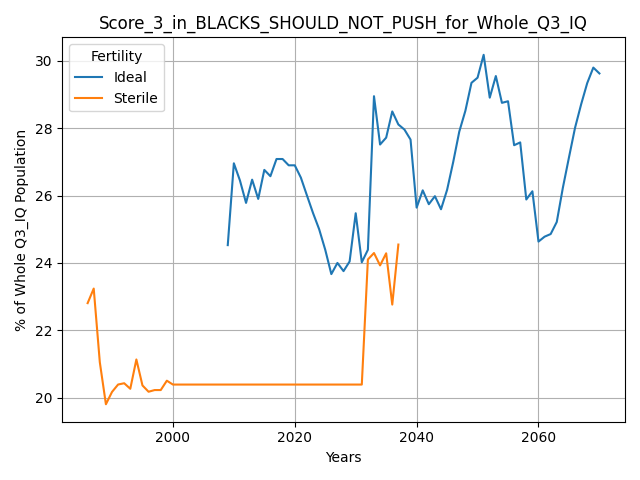 Score_3_in_BLACKS_SHOULD_NOT_PUSH_for_Whole_Q3_IQ
Fertility
Ideal
Sterile
% of Whole Q3_IQ Population
30
28
26
24
22
20
2000
2020
2040
2060
Years